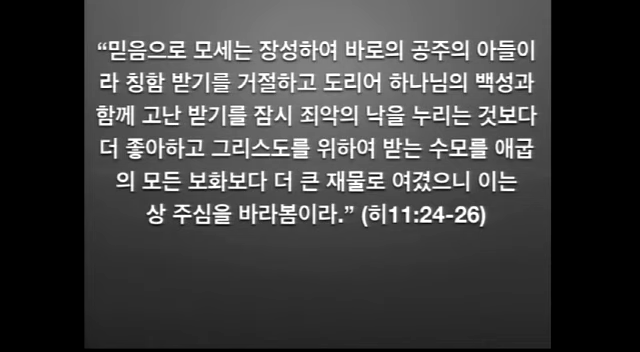 “믿음으로 모세는 장성하여 바로의 공주의 아들이
라 칭함 받기를 거절하고 도리어 하나님의 백성과
함께 고난 받기를 잠시 죄악의 낙을 누리는 것보다
더 좋아하고 그리스도를 위하여 받는 수모를 애굽
의 모든 보화보다 더 큰 재물로 여겼으니 이는
상 주심을 바라봄이라.” (히11:24-26)